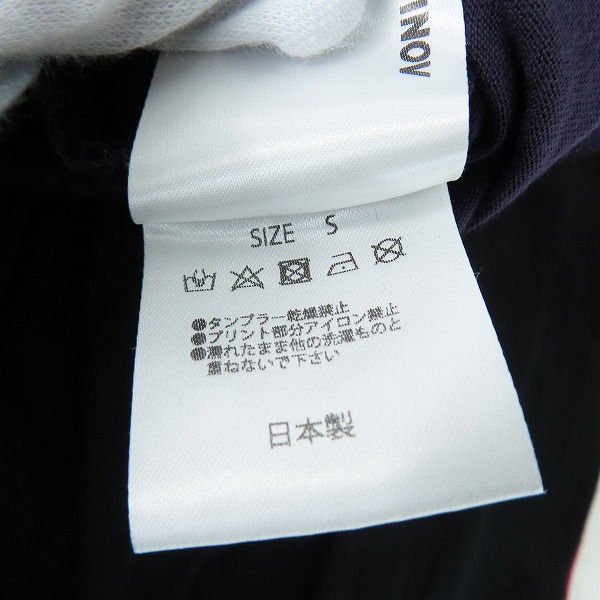 SIZE S
●タンブラー乾燥禁止
●プリント部分アイロン禁止
●濡れたまま他の洗濯ものと
重ねないで下さい
日本製